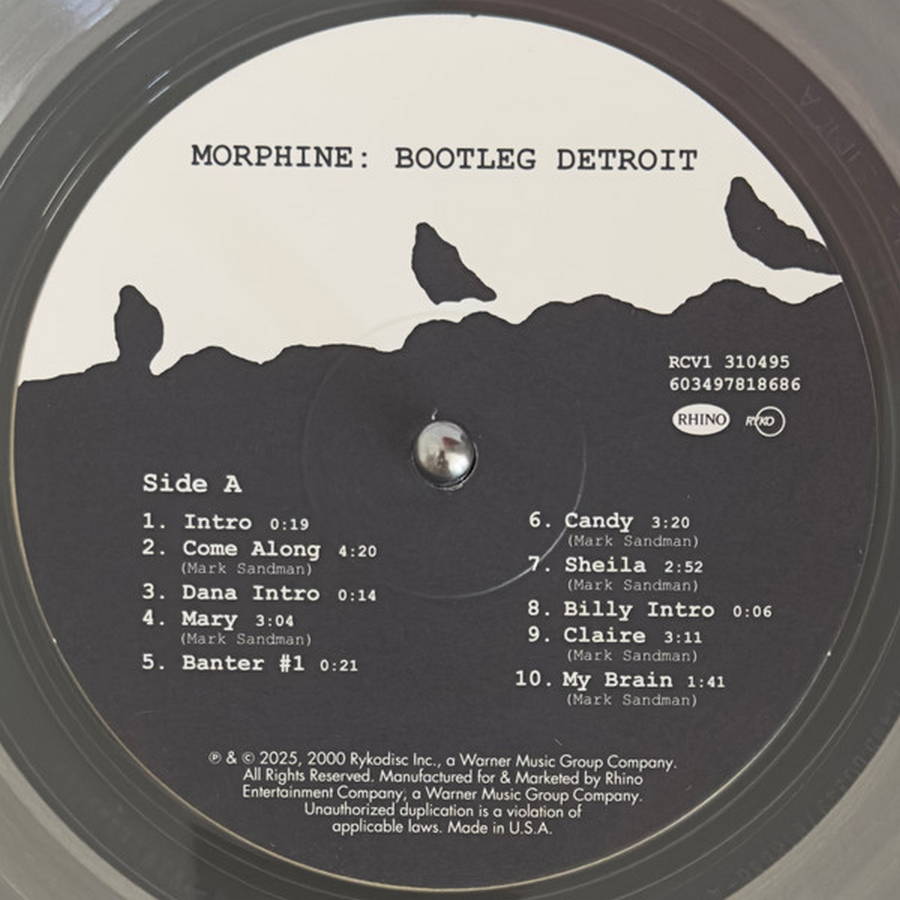 MORPHINE: BOOTLEG DETROIT
RCV1 310495
603497818686
RHINO RYKO
Side A
1. Intro 0:19
2. Come Along 4:20
(Mark Sandman)
3. Dana Intro 0:14
4. Mary 3:04
(Mark Sandman)
5. Banter #1 0:21
6. Candy 3:20
(Mark Sandman)
7. Sheila 2:52
(Mark Sandman)
8. Billy Intro 0:06
9. Claire 3:11
(Mark Sandman)
10. My Brain 1:41
(Mark Sandman)
℗ & © 2025, 2000 Rykodisc Inc., a Warner Music Group Company.
All Rights Reserved. Manufactured for & Marketed by Rhino
Entertainment Company, a Warner Music Group Company.
Unauthorized duplication is a violation of
applicable laws. Made in U.S.A.